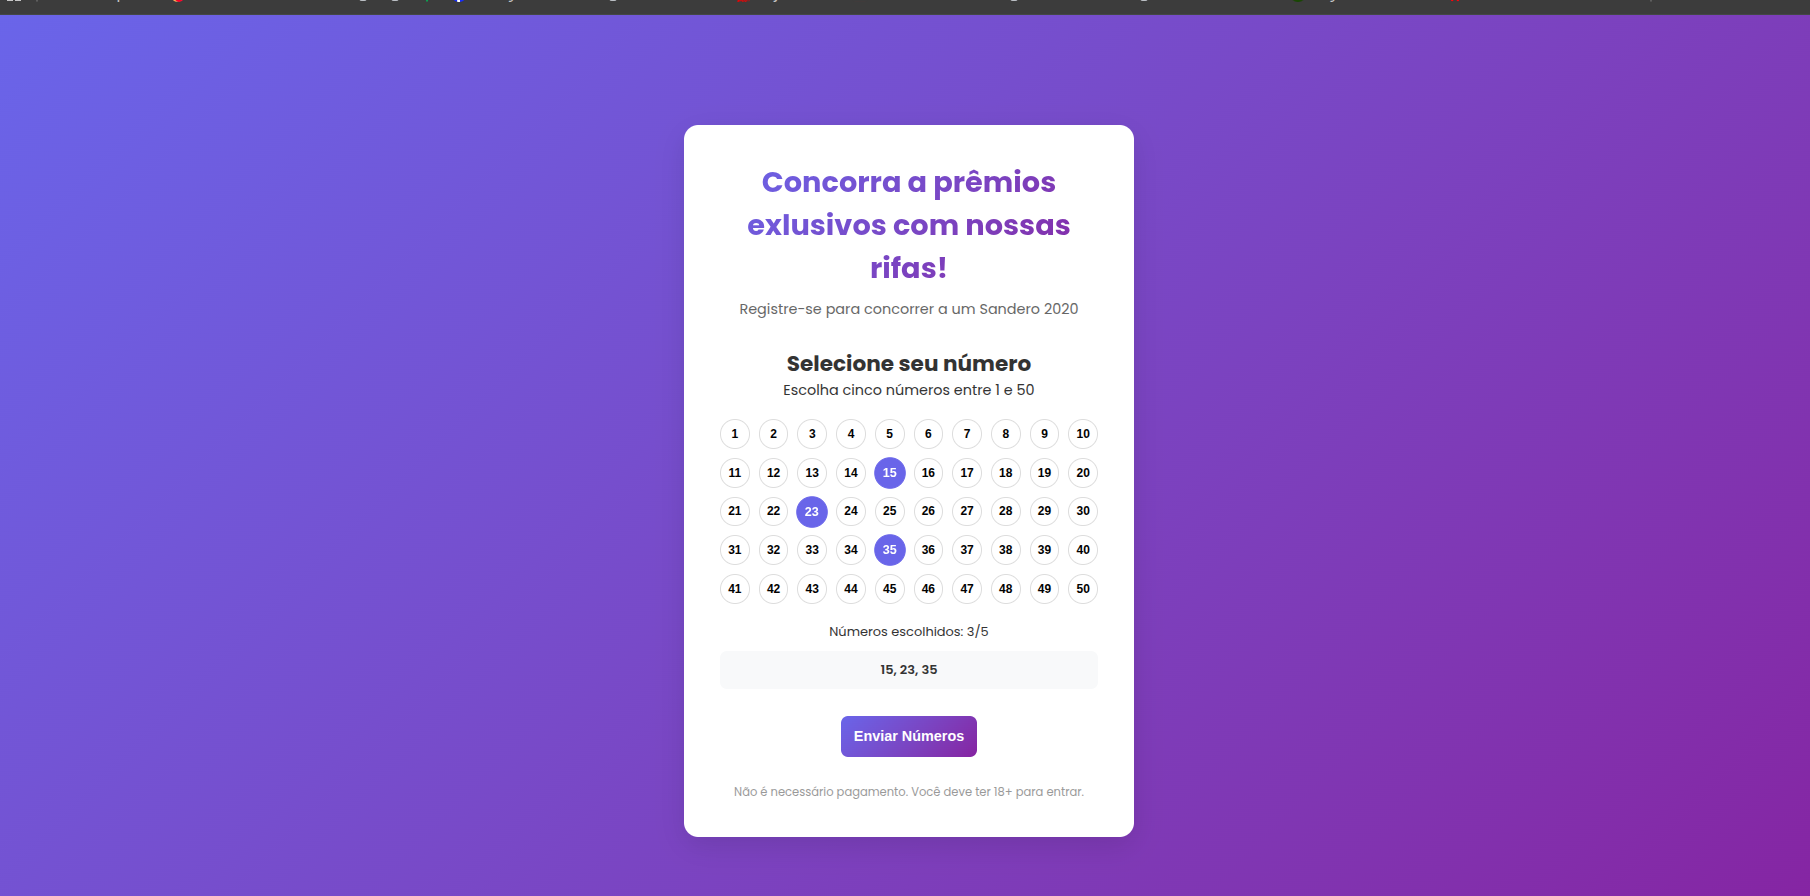 Concorra a prêmios
exlusivos com nossas
rifas!
Registre-se para concorrer a um Sandero 2020
Selecione seu número
Escolha cinco números entre 1 e 50
1 2 3 4 5 6 7 8 9 10
11 12 13 14 15 16 17 18 19 20
21 22 23 24 25 26 27 28 29 30
31 32 33 34 35 36 37 38 39 40
41 42 43 44 45 46 47 48 49 50
Números escolhidos: 3/5
15, 23, 35
Enviar Números
Não é necessário pagamento. Você deve ter 18+ para entrar.